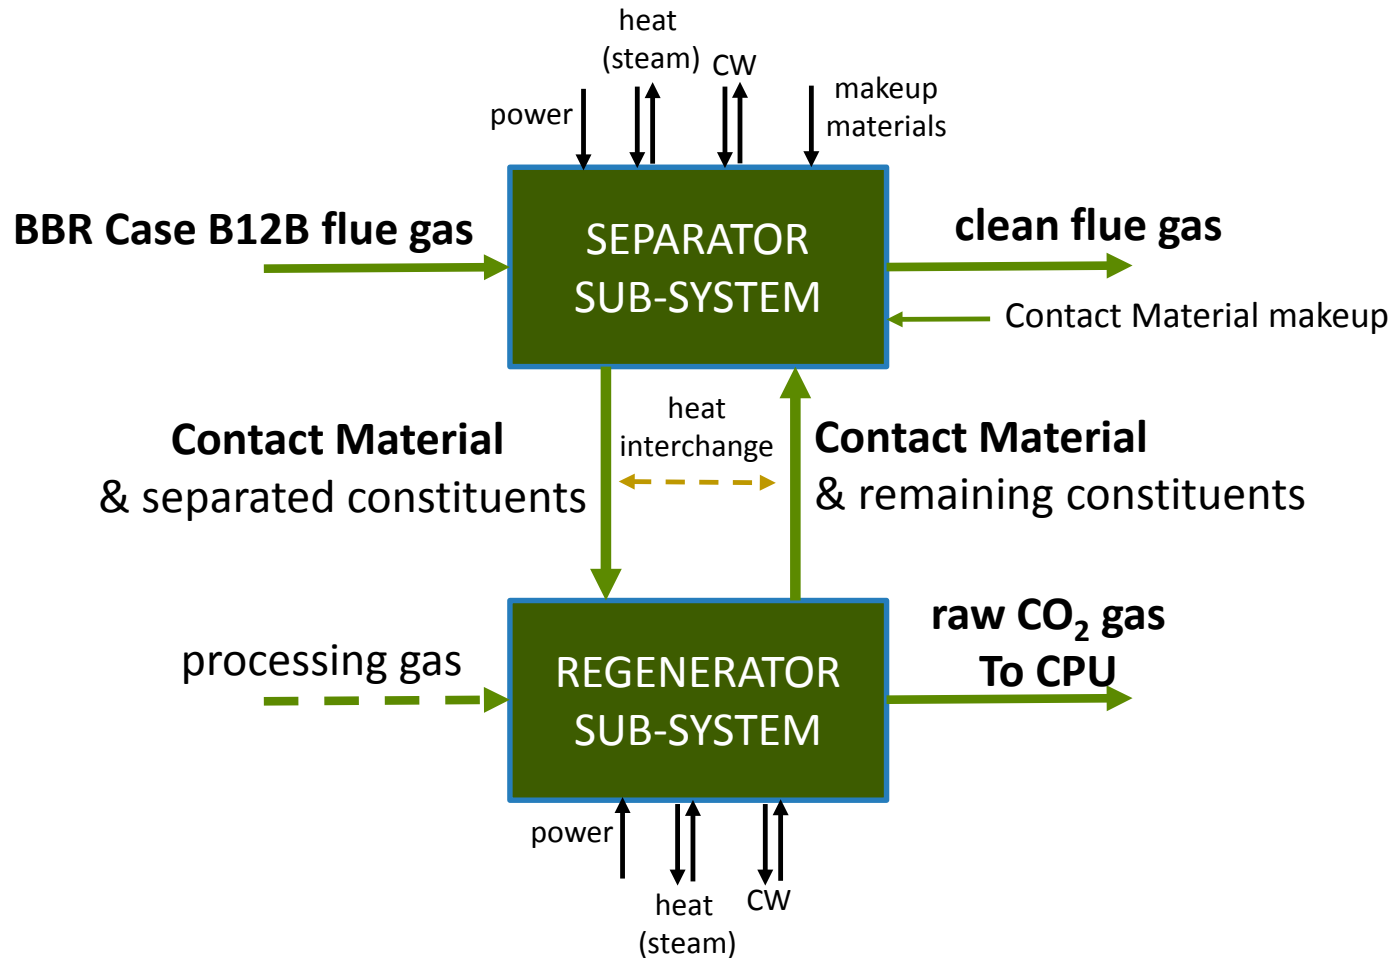 heat
(steam)
CW
power
makeup
materials
BBR Case B12B flue gas
SEPARATOR
SUB-SYSTEM
clean flue gas
Contact Material makeup
Contact Material
& separated constituents
heat
interchange
Contact Material
& remaining constituents
processing gas
REGENERATOR
SUB-SYSTEM
raw CO₂ gas
To CPU
power
heat
(steam)
CW